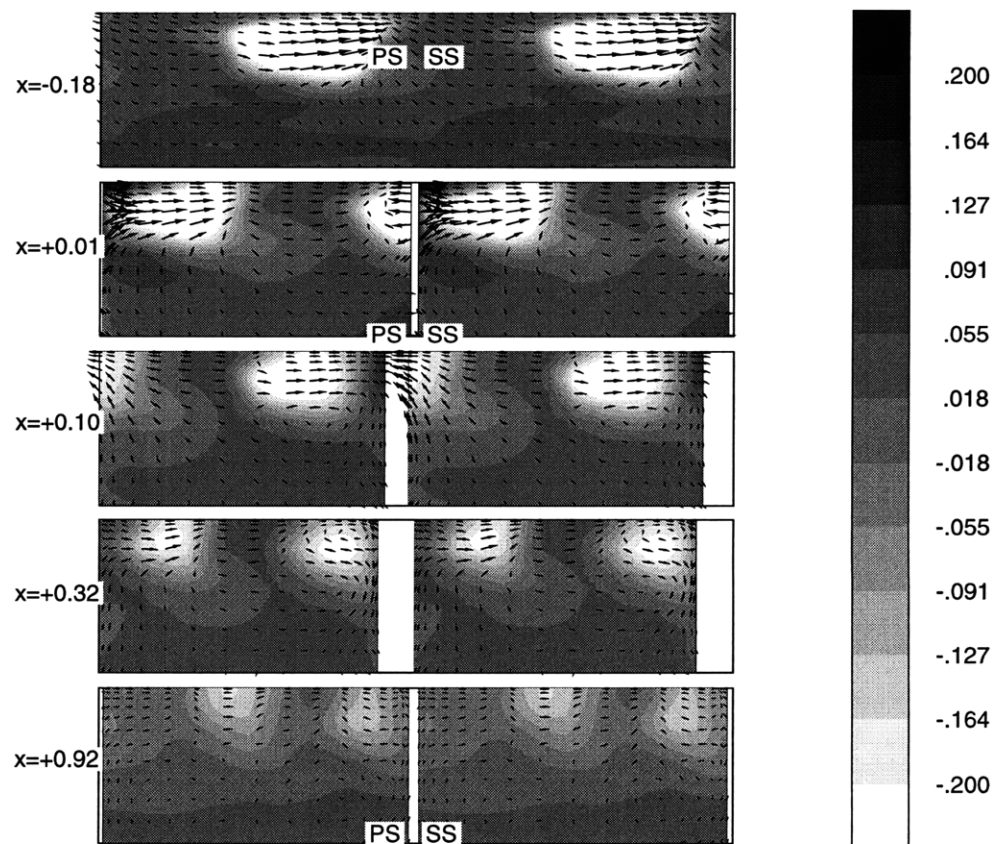 PS SS
x=-0.18
x=+0.01
PS SS
x=+0.10
x=+0.32
x=+0.92
PS SS
.200
.164
.127
.091
.055
.018
-.018
-.055
-.091
-.127
-.164
-.200